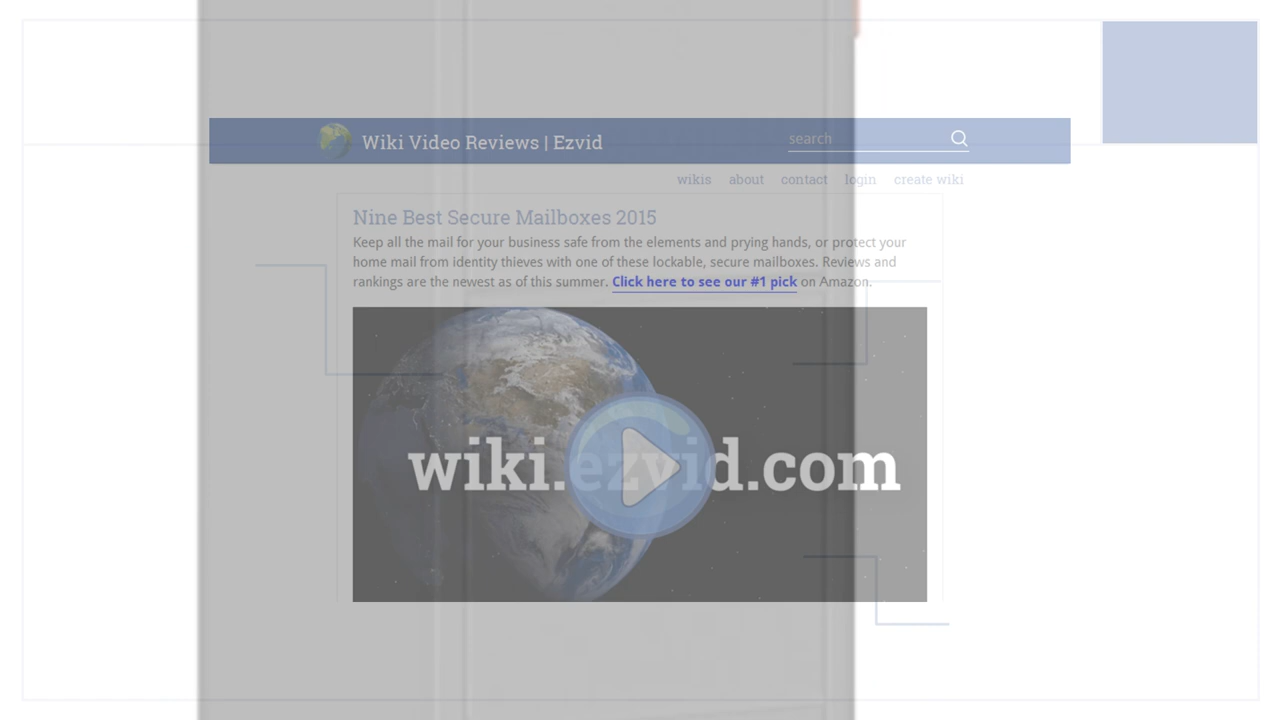 Wiki Video Reviews | Ezvid
search
wikis about contact login create wiki
Nine Best Secure Mailboxes 2015
Keep all the mail for your business safe from the elements and prying hands, or protect your
home mail from identity thieves with one of these lockable, secure mailboxes. Reviews and
rankings are the newest as of this summer. Click here to see our #1 pick on Amazon.
wiki.ezvid.com